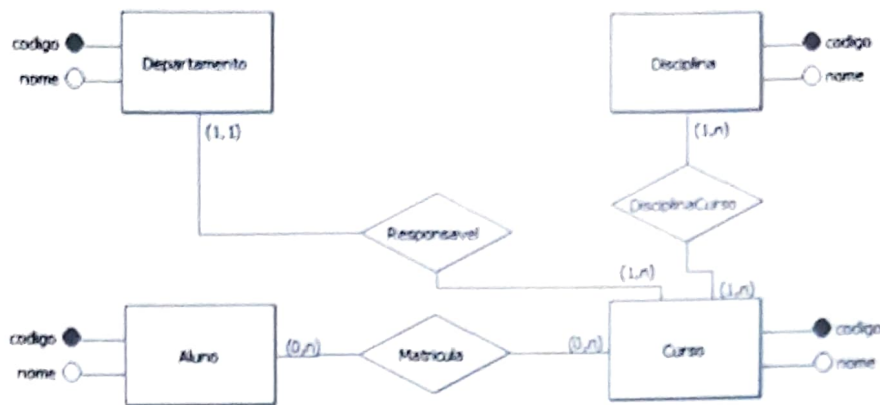 codigo
nome
Departamento
(1,1)
Disciplina
codigo
nome
(1,n)
DisciplinaCurso
Responsavel
(1,n)
(1,n)
codigo
nome
Aluno
(0,n)
Matricula
(0,n)
Curso
codigo
nome